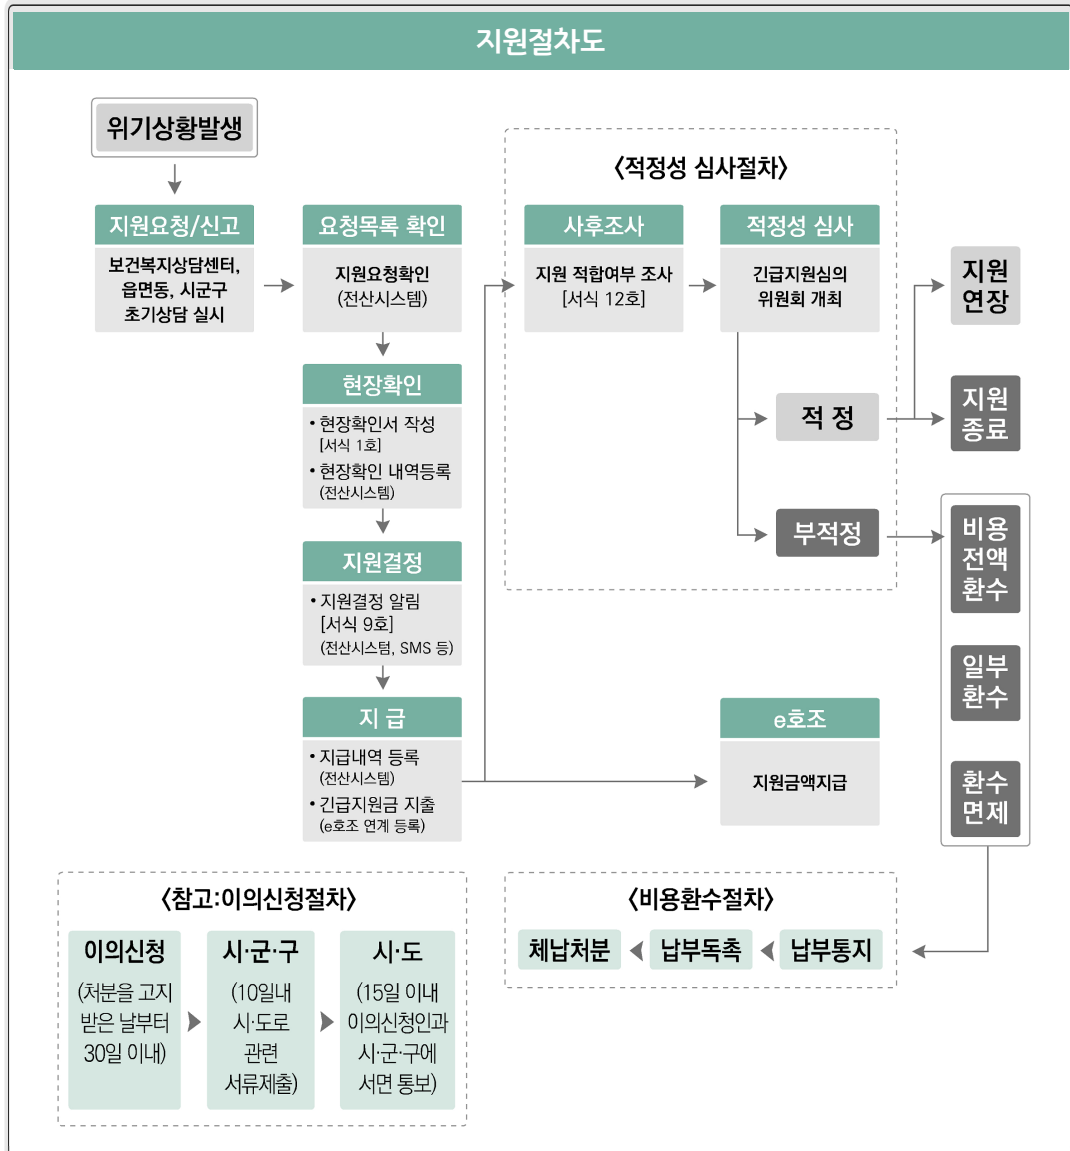 지원절차도
위기상황발생
지원요청/신고
보건복지상담센터,
읍면동, 시군구
초기상담 실시
요청목록 확인
지원요청확인
(전산시스템)
현장확인
• 현장확인서 작성
[서식 1호]
• 현장확인 내역등록
(전산시스템)
지원결정
• 지원결정 알림
[서식 9호]
(전산시스템, SMS 등)
지 급
• 지급내역 등록
(전산시스템)
• 긴급지원금 지출
(e호조 연계 등록)
〈적정성 심사절차〉
사후조사
지원 적합여부 조사
[서식 12호]
적정성 심사
긴급지원심의
위원회 개최
적 정
부적정
지원
연장
지원
종료
비용
전액
환수
일부
환수
환수
면제
e호조
지원금액지급
〈참고:이의신청절차〉
이의신청
(처분을 고지
받은 날부터
30일 이내)
시·군·구
(10일내
시·도로
관련
서류제출)
시·도
(15일 이내
이의신청인과
시·군·구에
서면 통보)
〈비용환수절차〉
체납처분
납부독촉
납부통지